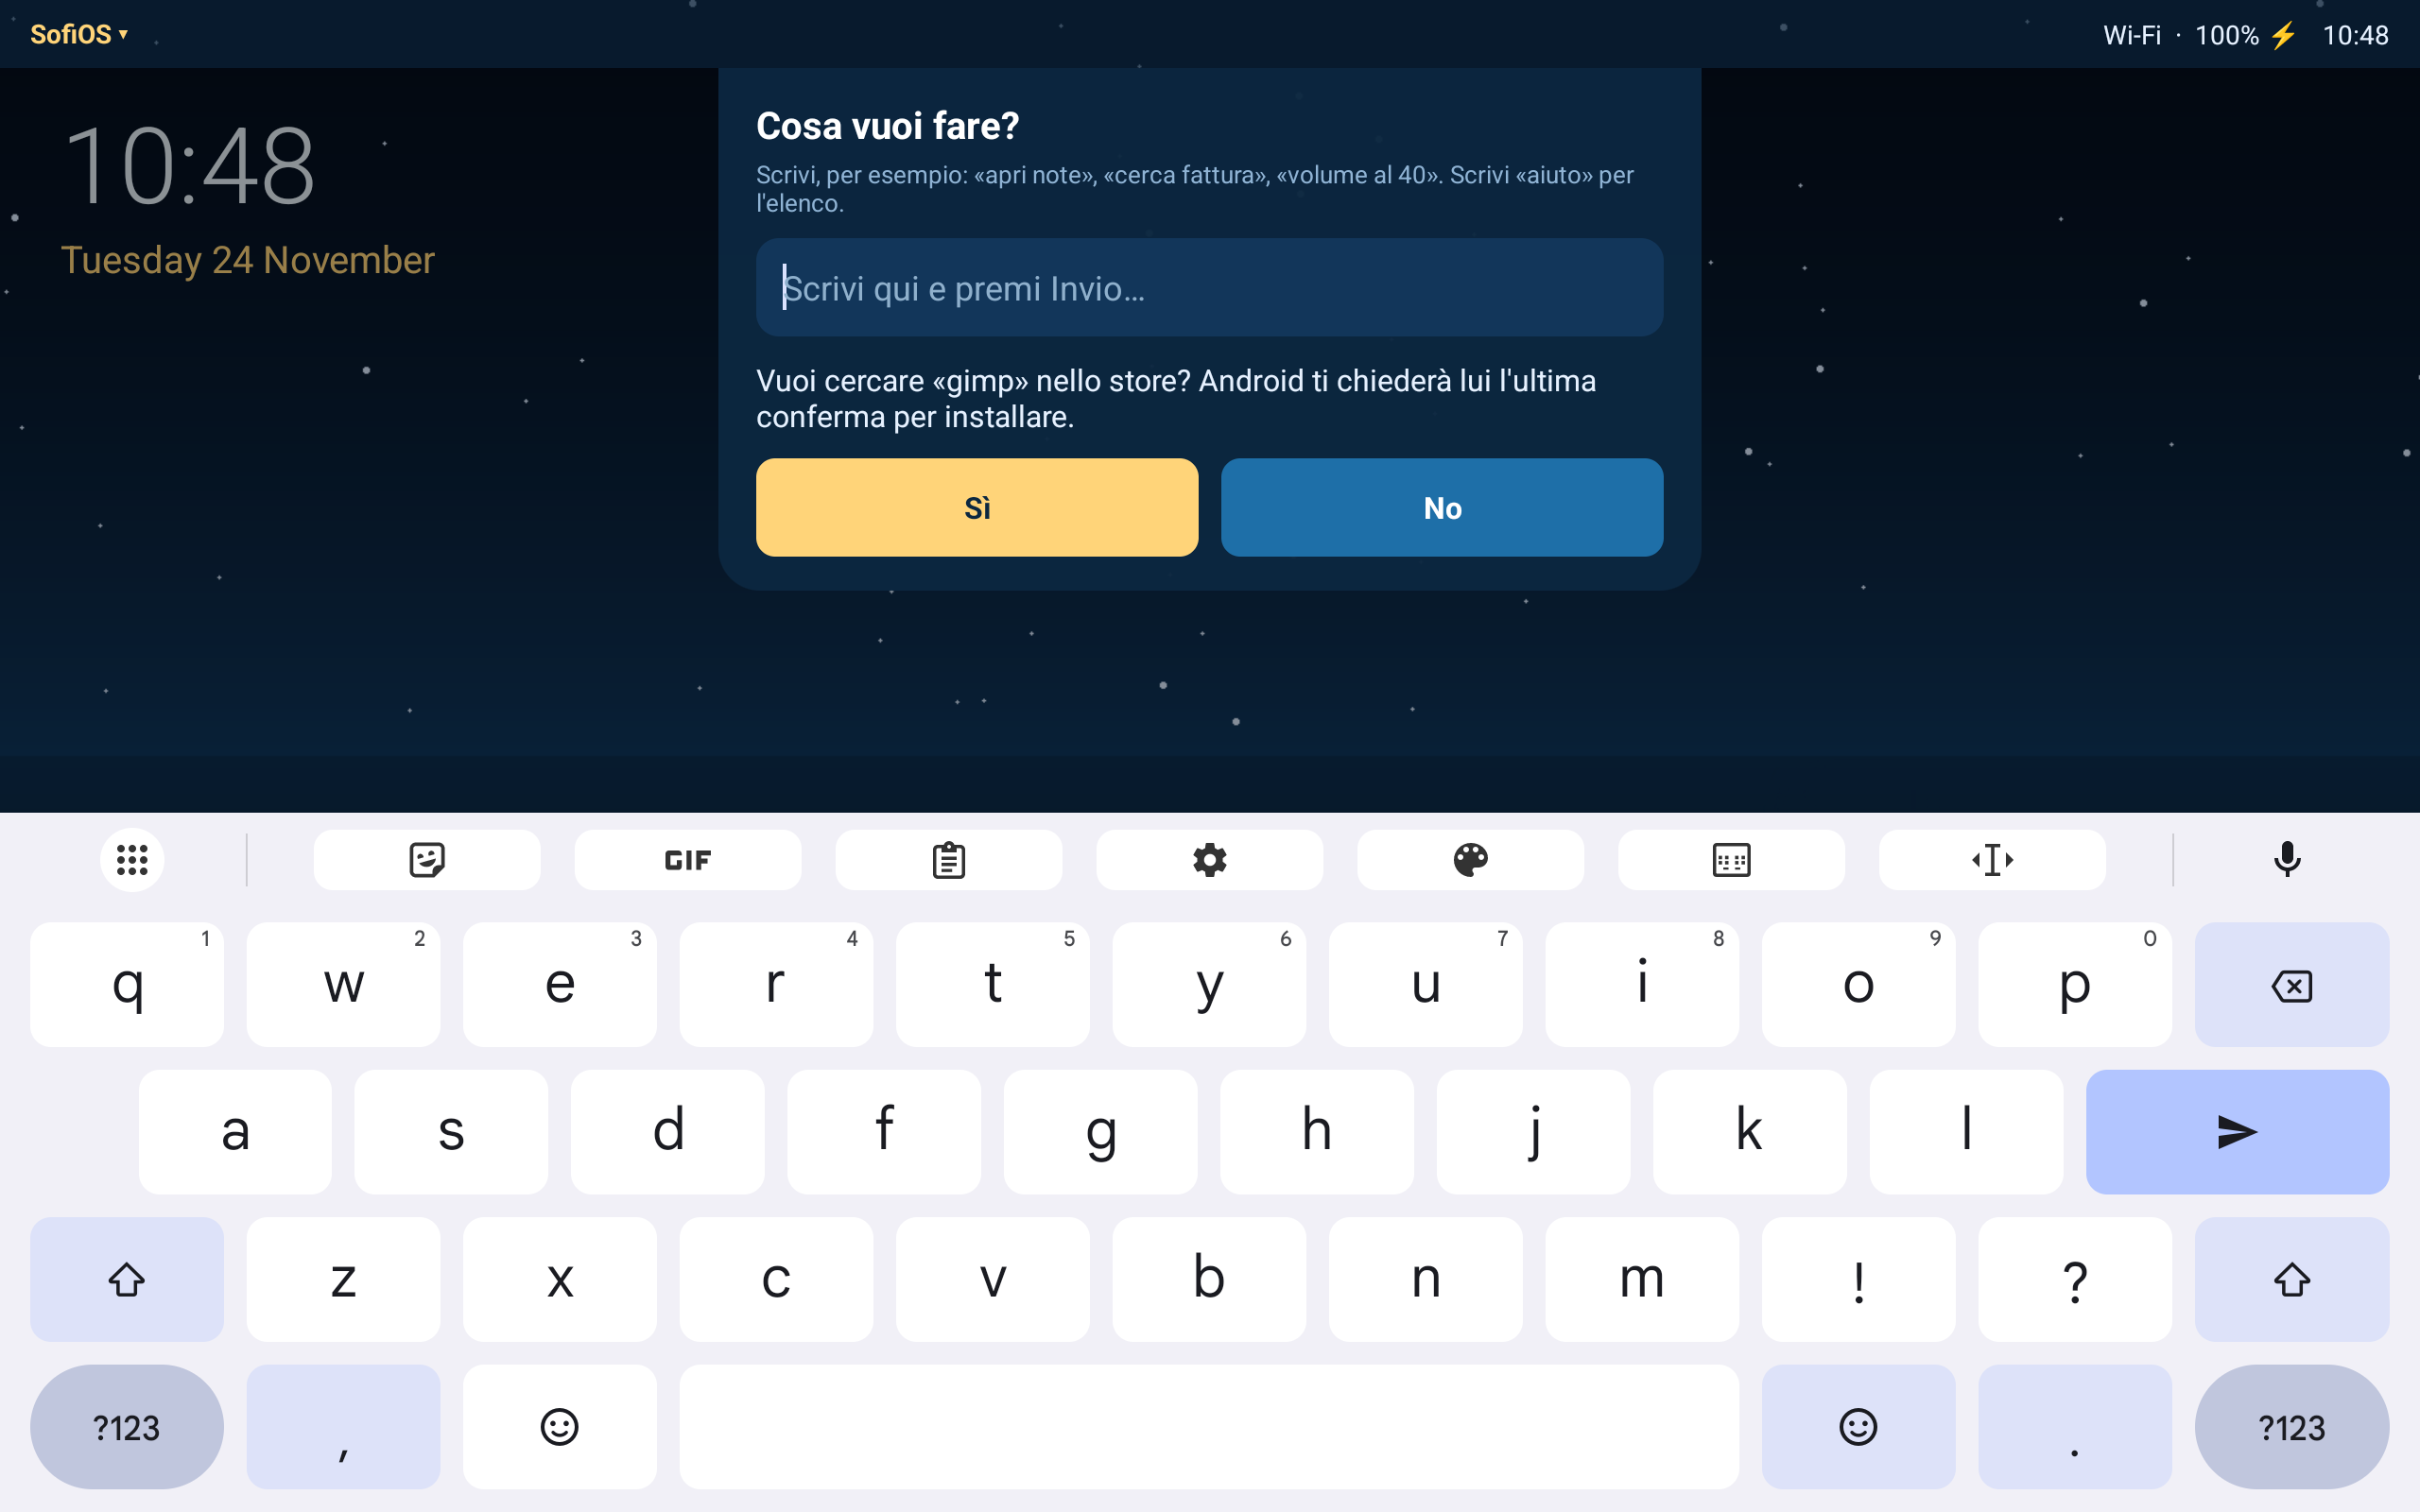 SofiOS ▾
Wi-Fi · 100% ⚡ 10:48
10:48
Tuesday 24 November
Cosa vuoi fare?
Scrivi, per esempio: «apri note», «cerca fattura», «volume al 40». Scrivi «aiuto» per
l'elenco.
Scrivi qui e premi Invio…
Vuoi cercare «gimp» nello store? Android ti chiederà lui l'ultima
conferma per installare.
Sì No
GIF
q 1 w 2 e 3 r 4 t 5 y 6 u 7 i 8 o 9 p 0
a s d f g h j k l
z x c v b n m ! ?
?123 , . ?123